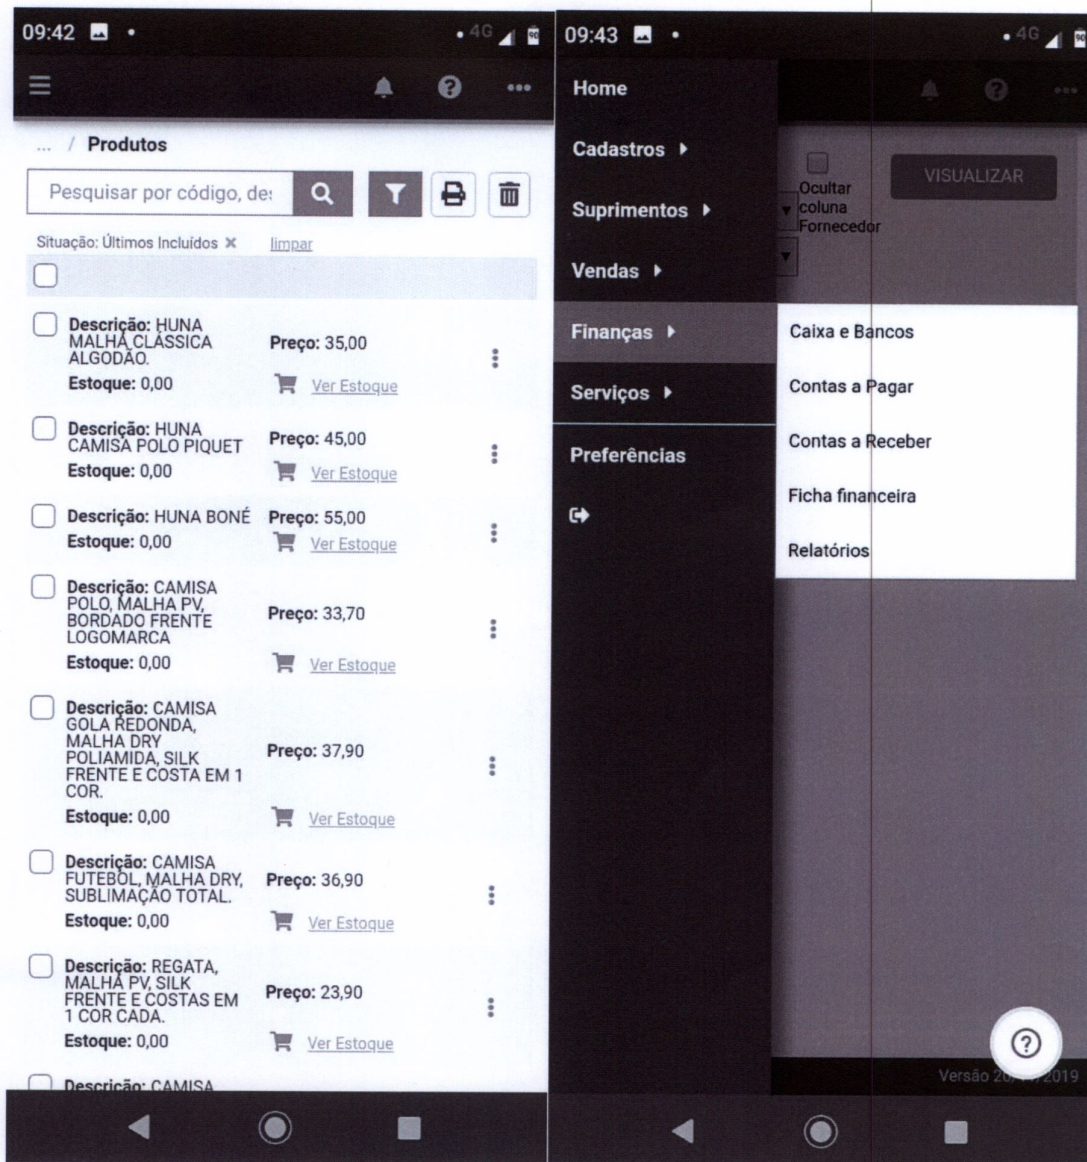 09:42
4G
90
... / Produtos
Pesquisar por código, de
Situação: Últimos Incluídos × limpar
Descrição: HUNA
MALHA CLÁSSICA
ALGODÃO.
Preço: 35,00
Estoque: 0,00
Ver Estoque
Descrição: HUNA
CAMISA POLO PIQUET
Preço: 45,00
Estoque: 0,00
Ver Estoque
Descrição: HUNA BONÉ
Preço: 55,00
Estoque: 0,00
Ver Estoque
Descrição: CAMISA
POLO, MALHA PV,
BORDADO FRENTE
LOGOMARCA
Preço: 33,70
Estoque: 0,00
Ver Estoque
Descrição: CAMISA
GOLA REDONDA,
MALHA DRY
POLIAMIDA, SILK
FRENTE E COSTA EM 1
COR.
Preço: 37,90
Estoque: 0,00
Ver Estoque
Descrição: CAMISA
FUTEBOL, MALHA DRY,
SUBLIMAÇÃO TOTAL.
Preço: 36,90
Estoque: 0,00
Ver Estoque
Descrição: REGATA,
MALHA PV, SILK
FRENTE E COSTAS EM
1 COR CADA.
Preço: 23,90
Estoque: 0,00
Ver Estoque
Descrição: CAMISA
09:43
4G
90
Home
Cadastros
Suprimentos
Vendas
Finanças
Serviços
Preferências
Ocultar
coluna
Fornecedor
VISUALIZAR
Caixa e Bancos
Contas a Pagar
Contas a Receber
Ficha financeira
Relatórios
Versão 20/ /2019